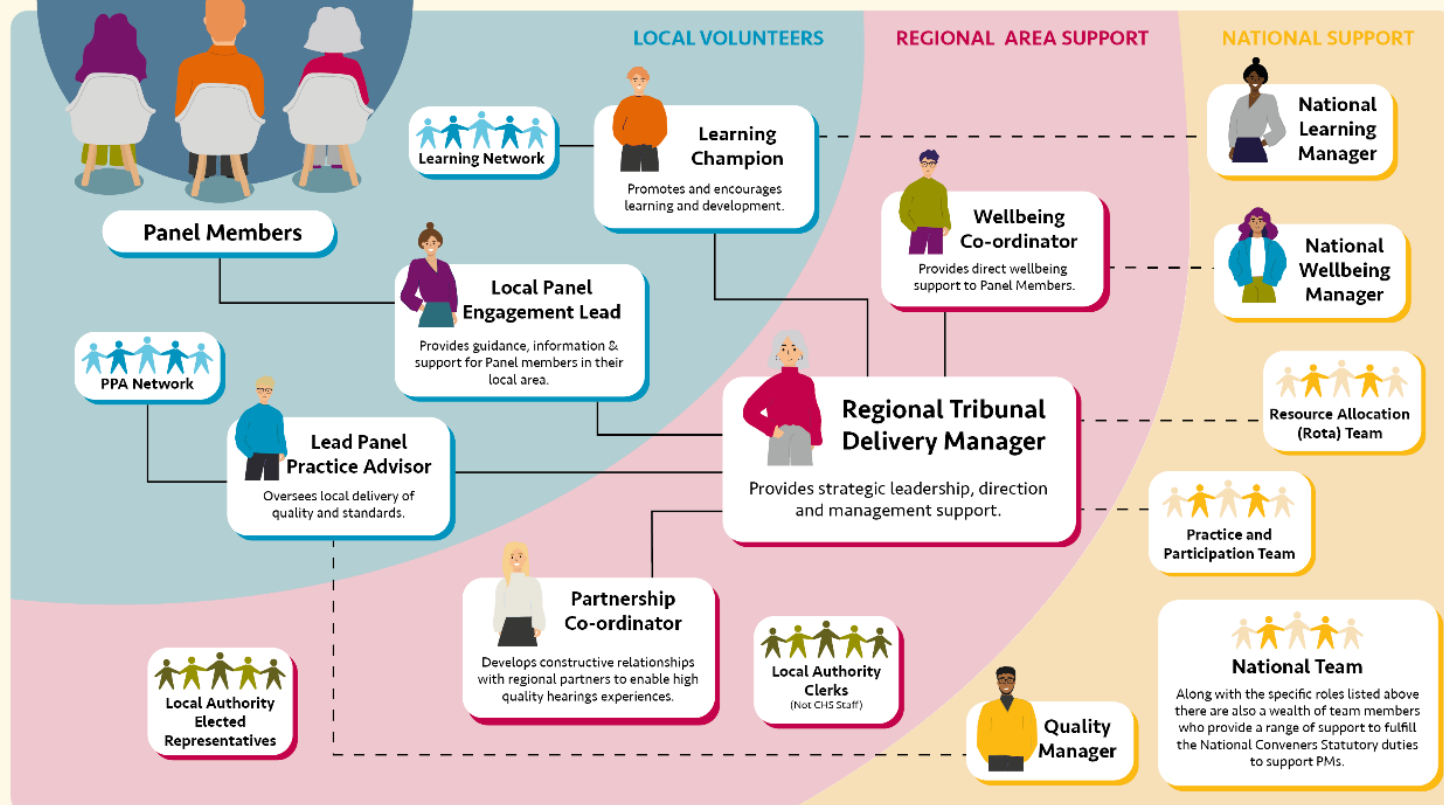 LOCAL VOLUNTEERS
REGIONAL AREA SUPPORT
NATIONAL SUPPORT
Learning Network
Learning
Champion
Promotes and encourages
learning and development.
National
Learning
Manager
Panel Members
Wellbeing
Co-ordinator
Provides direct wellbeing
support to Panel Members.
National
Wellbeing
Manager
Local Panel
Engagement Lead
Provides guidance, information &
support for Panel members in their
local area.
PPA Network
Lead Panel
Practice Advisor
Oversees local delivery of
quality and standards.
Regional Tribunal
Delivery Manager
Provides strategic leadership, direction
and management support.
Resource Allocation
(Rota) Team
Practice and
Participation Team
Partnership
Co-ordinator
Develops constructive relationships
with regional partners to enable high
quality hearings experiences.
Local Authority
Clerks
(Not CHS Staff)
Local Authority
Elected
Representatives
Quality
Manager
National Team
Along with the specific roles listed above
there are also a wealth of team members
who provide a range of support to fulfill
the National Conveners Statutory duties
to support PMs.